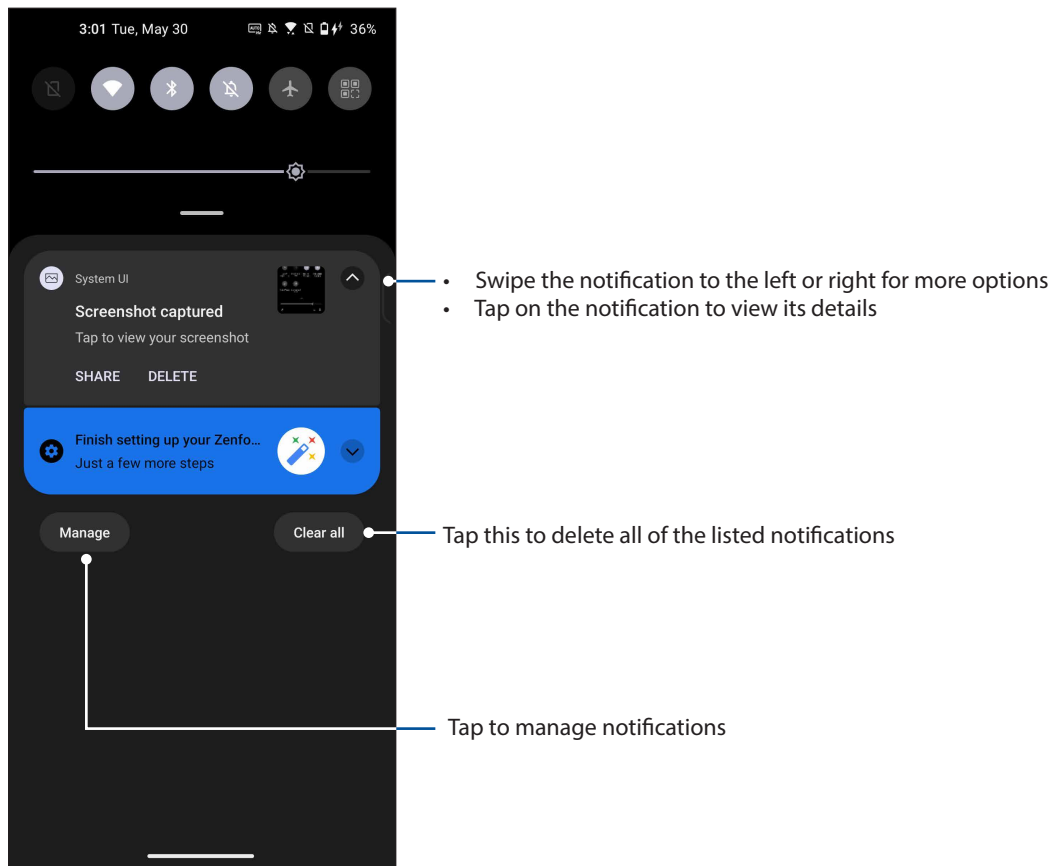 3:01 Tue, May 30 36%
System UI
Screenshot captured
Tap to view your screenshot
SHARE DELETE
• Swipe the notification to the left or right for more options
• Tap on the notification to view its details
Finish setting up your Zenfo...
Just a few more steps
Manage
Clear all
Tap this to delete all of the listed notifications
Tap to manage notifications